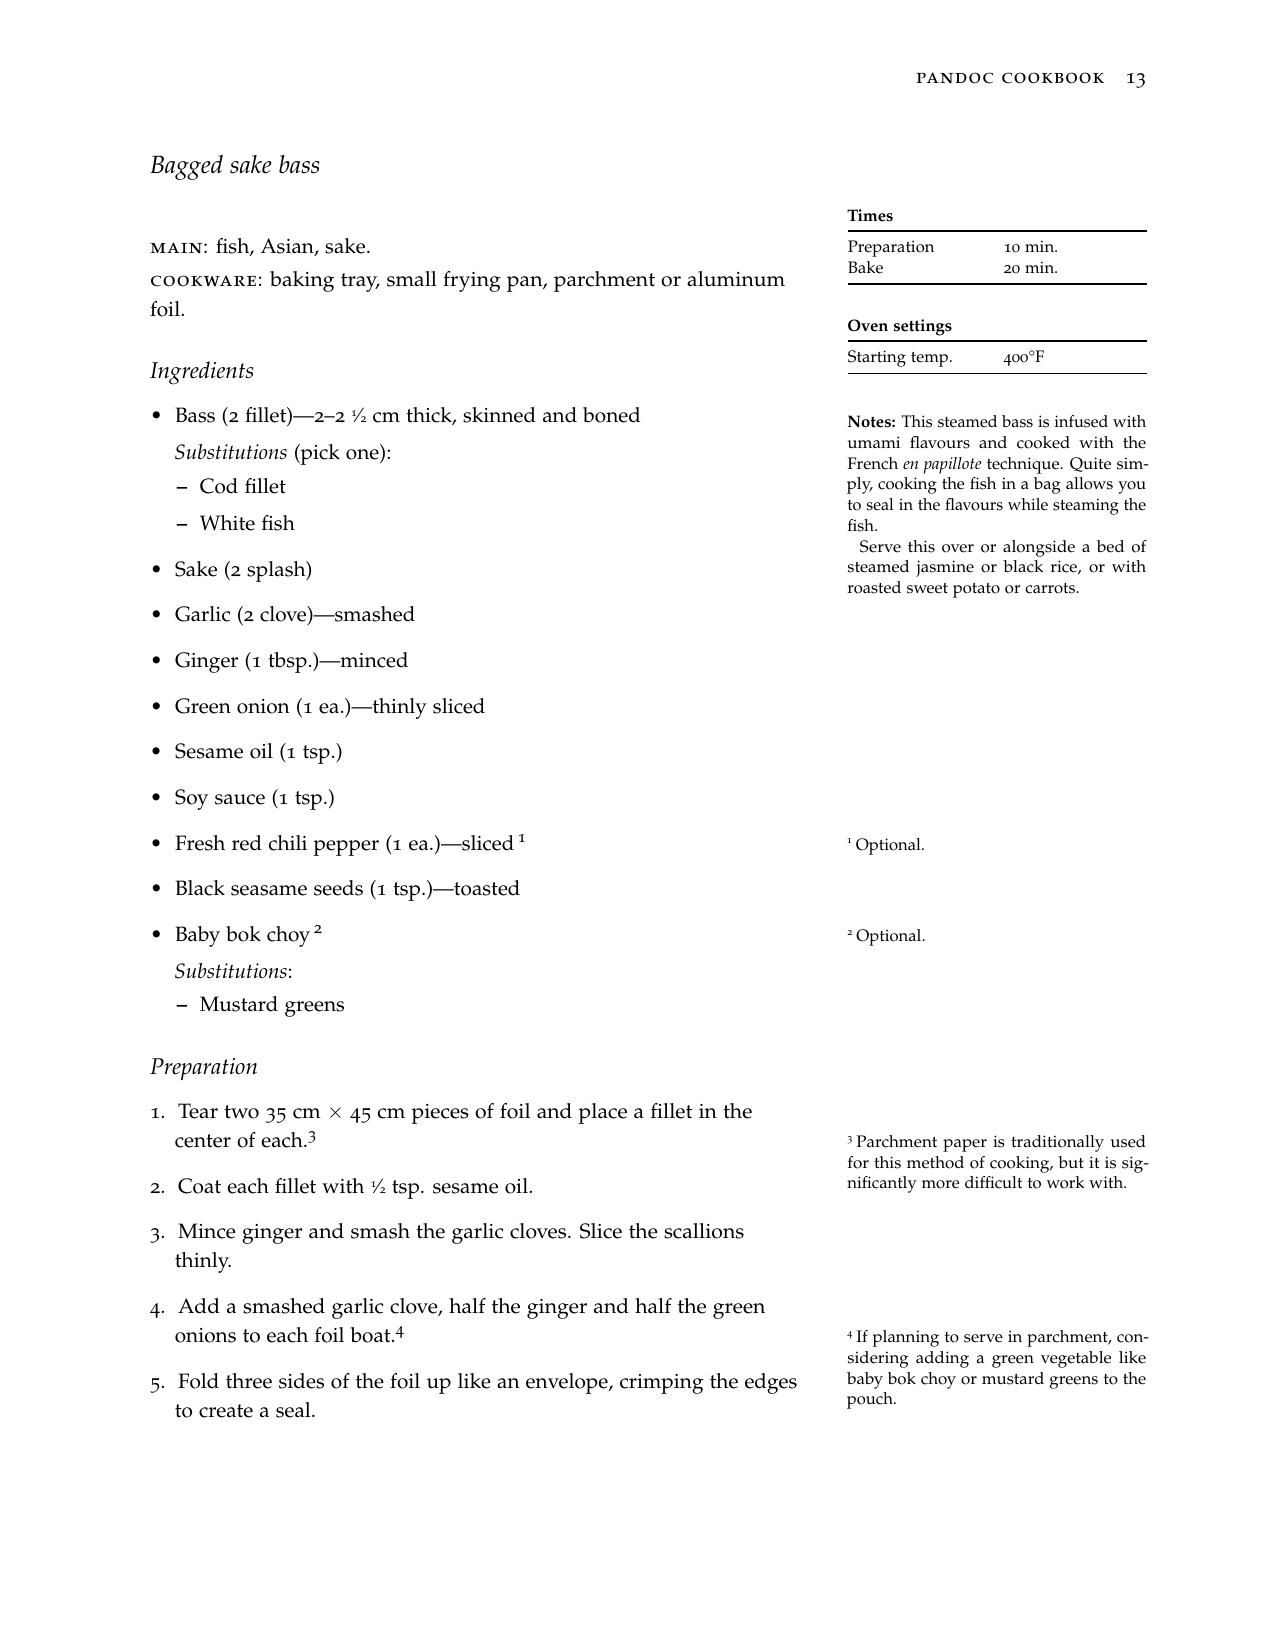 PANDOC COOKBOOK 13
Bagged sake bass
MAIN: fish, Asian, sake.
COOKWARE: baking tray, small frying pan, parchment or aluminum
foil.
Times
Preparation 10 min.
Bake 20 min.
Oven settings
Starting temp. 400°F
Notes: This steamed bass is infused with
umami flavours and cooked with the
French en papillote technique. Quite sim-
ply, cooking the fish in a bag allows you
to seal in the flavours while steaming the
fish.
Serve this over or alongside a bed of
steamed jasmine or black rice, or with
roasted sweet potato or carrots.
Ingredients
• Bass (2 fillet)—2–2 ½ cm thick, skinned and boned
Substitutions (pick one):
– Cod fillet
– White fish
• Sake (2 splash)
• Garlic (2 clove)—smashed
• Ginger (1 tbsp.)—minced
• Green onion (1 ea.)—thinly sliced
• Sesame oil (1 tsp.)
• Soy sauce (1 tsp.)
• Fresh red chili pepper (1 ea.)—sliced ¹
¹ Optional.
• Black seasame seeds (1 tsp.)—toasted
• Baby bok choy ²
² Optional.
Substitutions:
– Mustard greens
Preparation
1. Tear two 35 cm × 45 cm pieces of foil and place a fillet in the
center of each.³
³ Parchment paper is traditionally used
for this method of cooking, but it is sig-
nificantly more difficult to work with.
2. Coat each fillet with ½ tsp. sesame oil.
3. Mince ginger and smash the garlic cloves. Slice the scallions
thinly.
4. Add a smashed garlic clove, half the ginger and half the green
onions to each foil boat.⁴
⁴ If planning to serve in parchment, con-
sidering adding a green vegetable like
baby bok choy or mustard greens to the
pouch.
5. Fold three sides of the foil up like an envelope, crimping the edges
to create a seal.